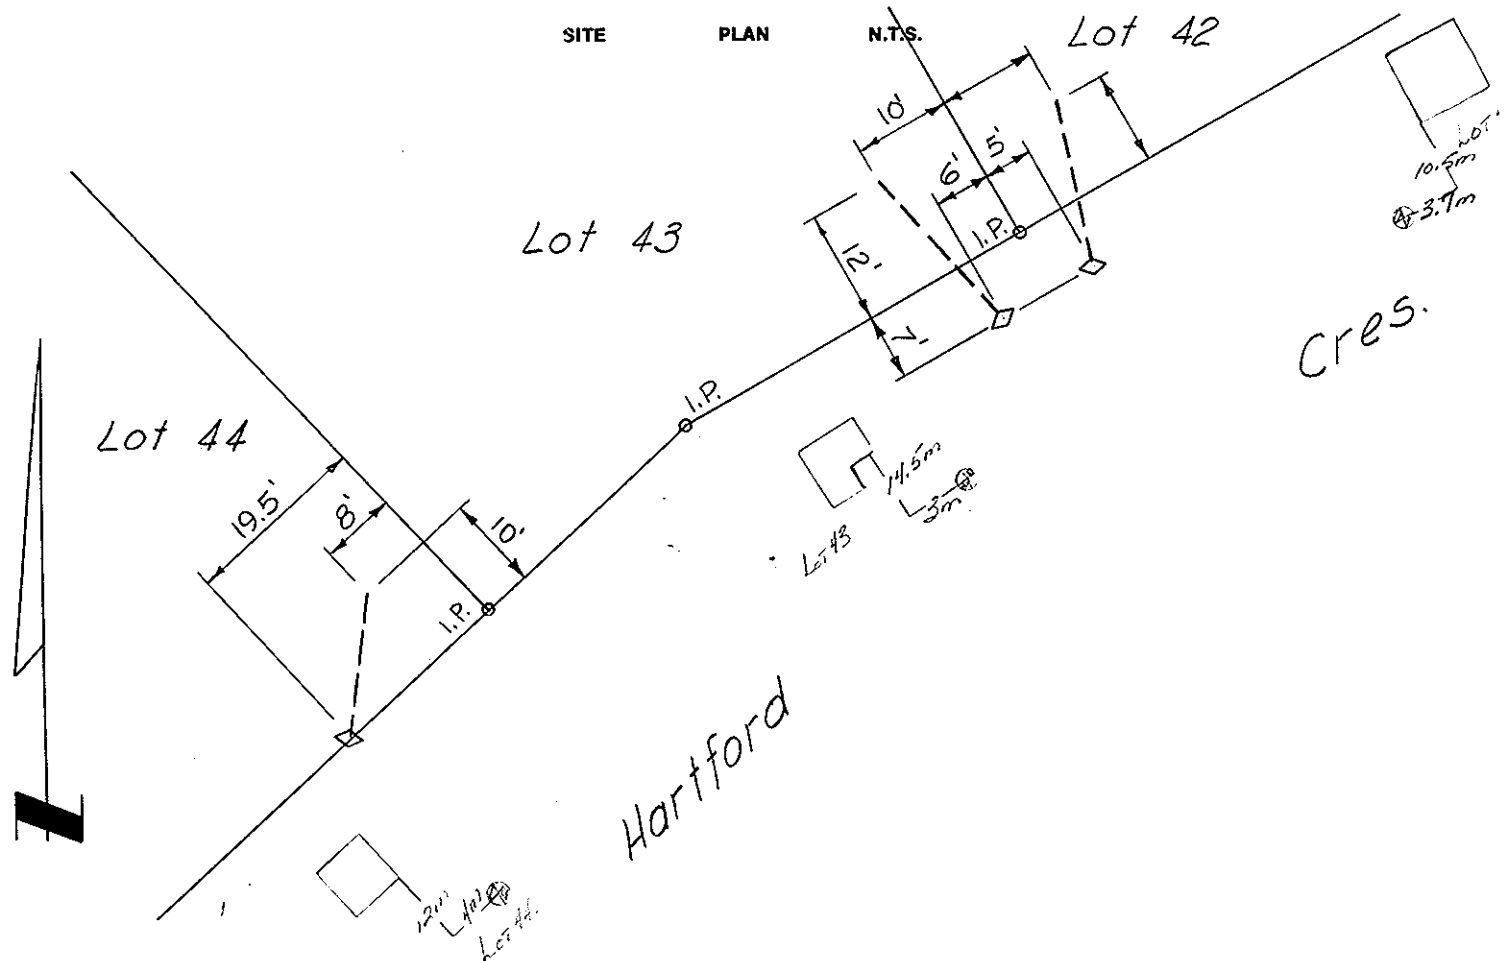 SITE PLAN N.T.S.
Lot 42
10'
6'
5'
I.P.
Lot 43
12'
7'
10.5m
3.7m
Cres.
I.P.
Lot 44
19.5'
8'
10'
I.P.
14.5m
3m
Lot 43
Hartford
12m
4m
Lot 44.